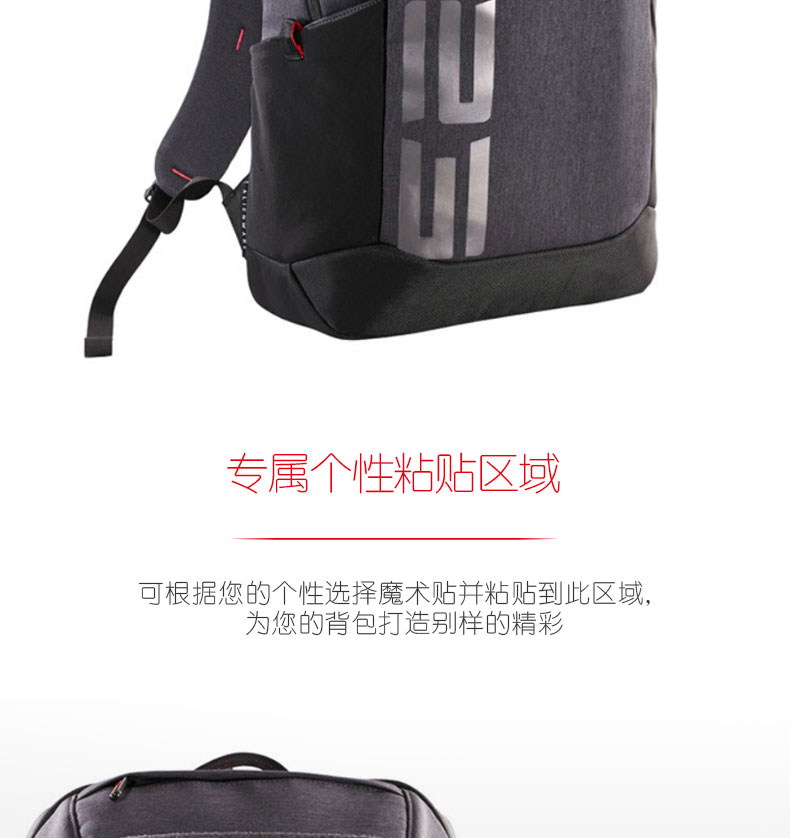 专属个性粘贴区域
可根据您的个性选择魔术贴并粘贴到此区域，
为您的背包打造别样的精彩